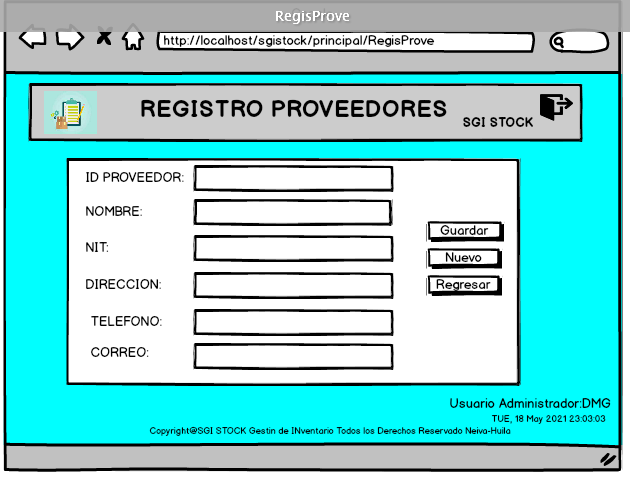 RegisProve
http://localhost/sgistock/principal/RegisProve
REGISTRO PROVEEDORES
SGI STOCK
ID PROVEEDOR:
NOMBRE:
NIT:
DIRECCION:
TELEFONO:
CORREO:
Guardar
Nuevo
Regresar
Usuario Administrador:DMG
TUE, 18 May 2021 23:03:03
Copyright@SGI STOCK Gestin de INventario Todos los Derechos Reservado Neiva-Huila